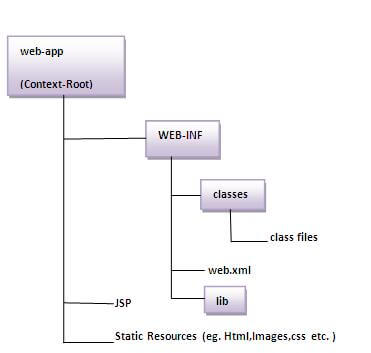 web-app
(Context-Root)
WEB-INF
classes
class files
web.xml
lib
JSP
Static Resources (eg. Html,Images,css etc. )